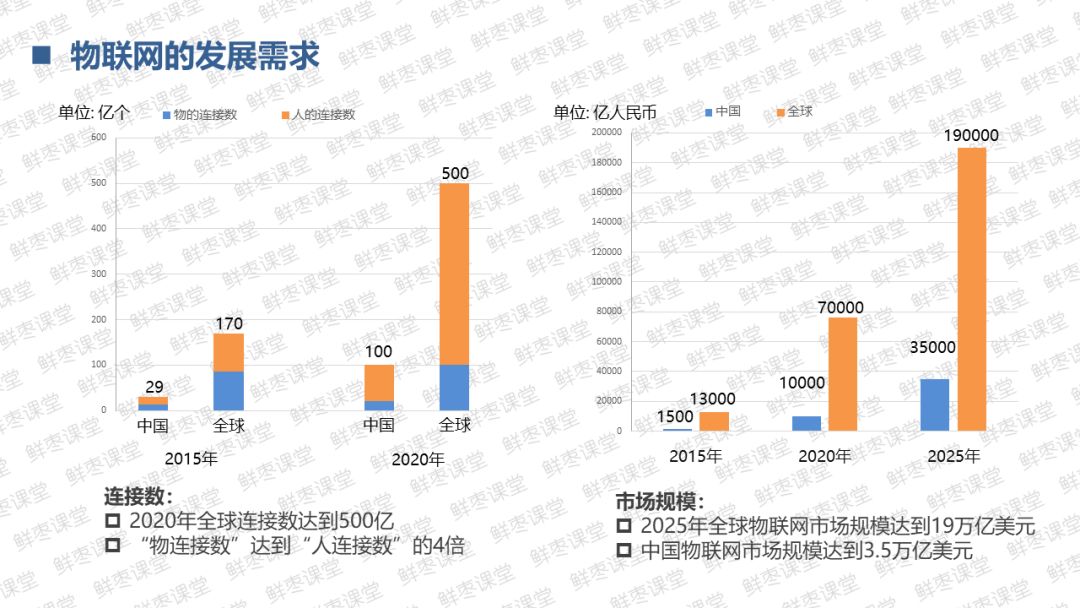 物联网的发展需求
单位: 亿个
物的连接数
人的连接数
600
500
400
300
200
100
0
29
170
100
500
中国
全球
中国
全球
2015年
2020年
连接数：
2020年全球连接数达到500亿
“物连接数”达到“人连接数”的4倍
单位: 亿人民币
中国
全球
200000
180000
160000
140000
120000
100000
80000
60000
40000
20000
0
1500
13000
10000
70000
35000
190000
2015年
2020年
2025年
市场规模：
2025年全球物联网市场规模达到19万亿美元
中国物联网市场规模达到3.5万亿美元
鲜枣课堂